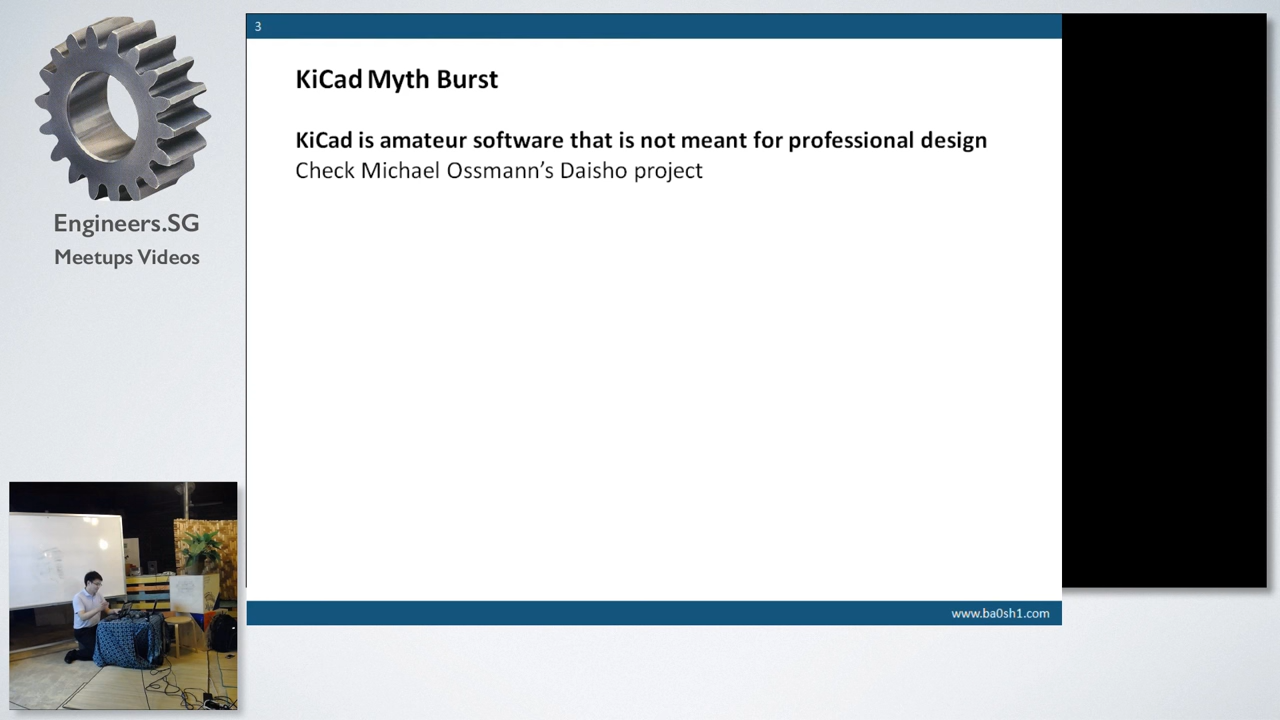 3
KiCad Myth Burst
KiCad is amateur software that is not meant for professional design
Check Michael Ossmann’s Daisho project
Engineers.SG
Meetups Videos
www.ba0sh1.com